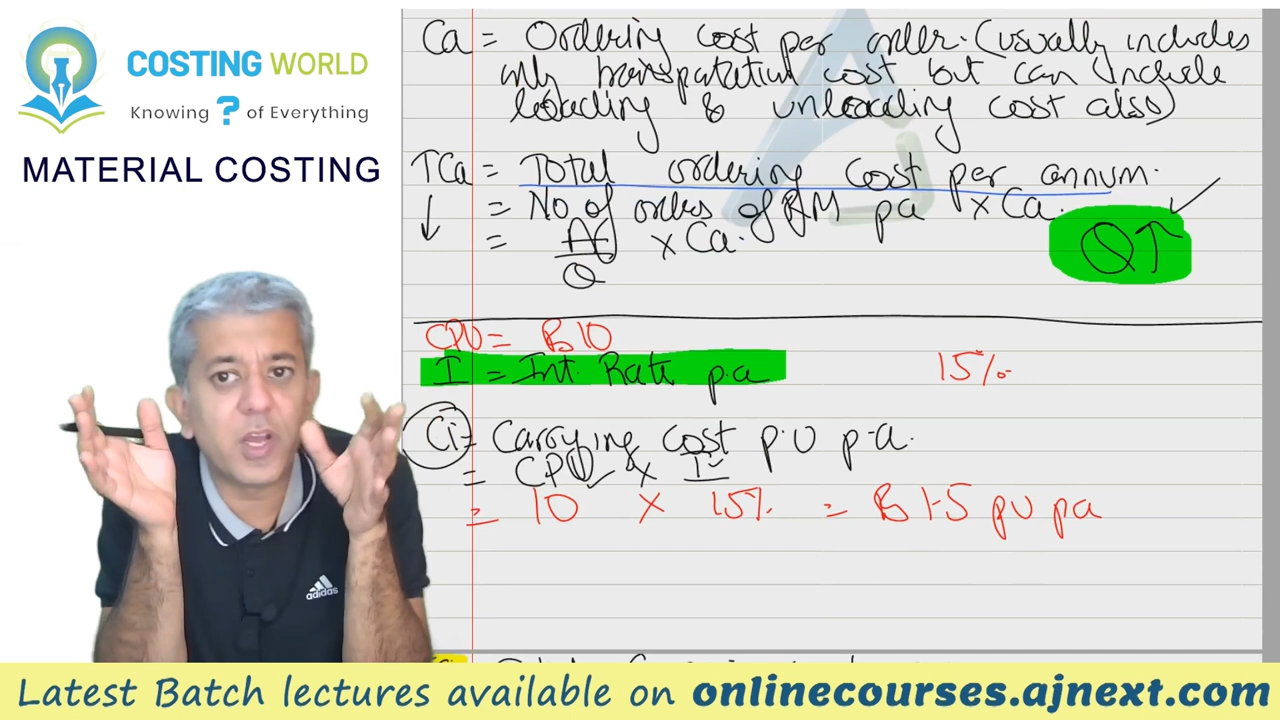 COSTING WORLD
Knowing ? of Everything
MATERIAL COSTING
Ca = Ordering cost per order. (usually includes
only transportation cost but can include
loading & unloading cost also)
TCa = Total ordering cost per annum.
↓ = No of orders of RM pa × Ca.
= A/Q × Ca.
Q↑
CPU = Rs 10
I = Int. Rate p.a 15%
Ci = Carrying cost p.u p.a.
= CPU × I
= 10 × 15% = Rs 1.5 pu pa
adidas
Latest Batch lectures available on onlinecourses.ajnext.com